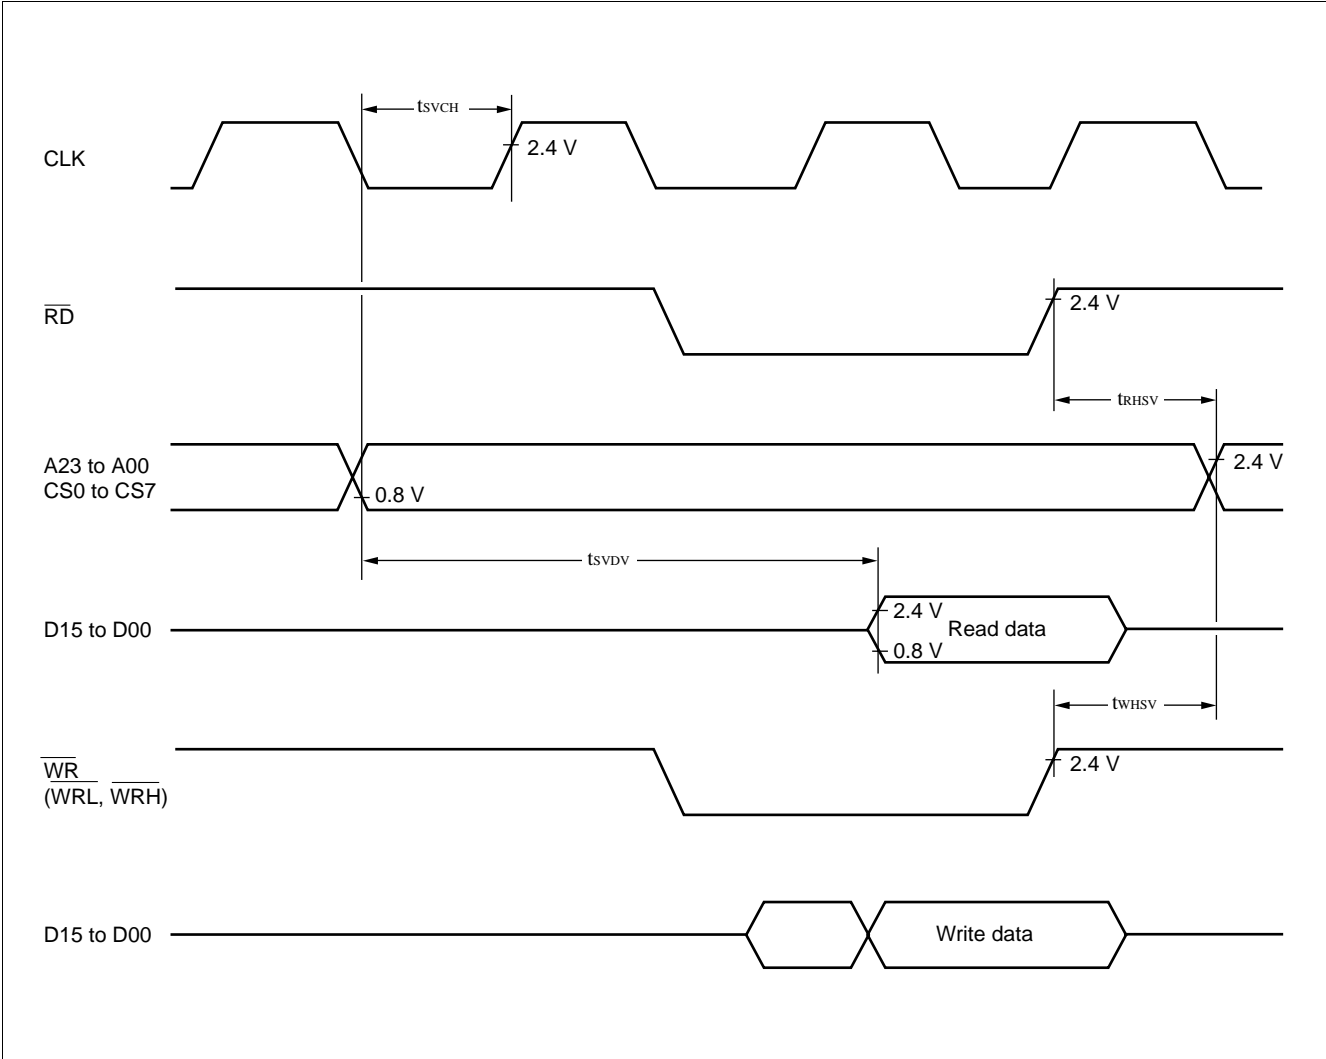 tSVCH
CLK
2.4 V
RD
2.4 V
tRHSV
A23 to A00
CS0 to CS7
2.4 V
0.8 V
tSVDV
D15 to D00
2.4 V
Read data
0.8 V
tWHSV
WR
(WRL, WRH)
2.4 V
D15 to D00
Write data